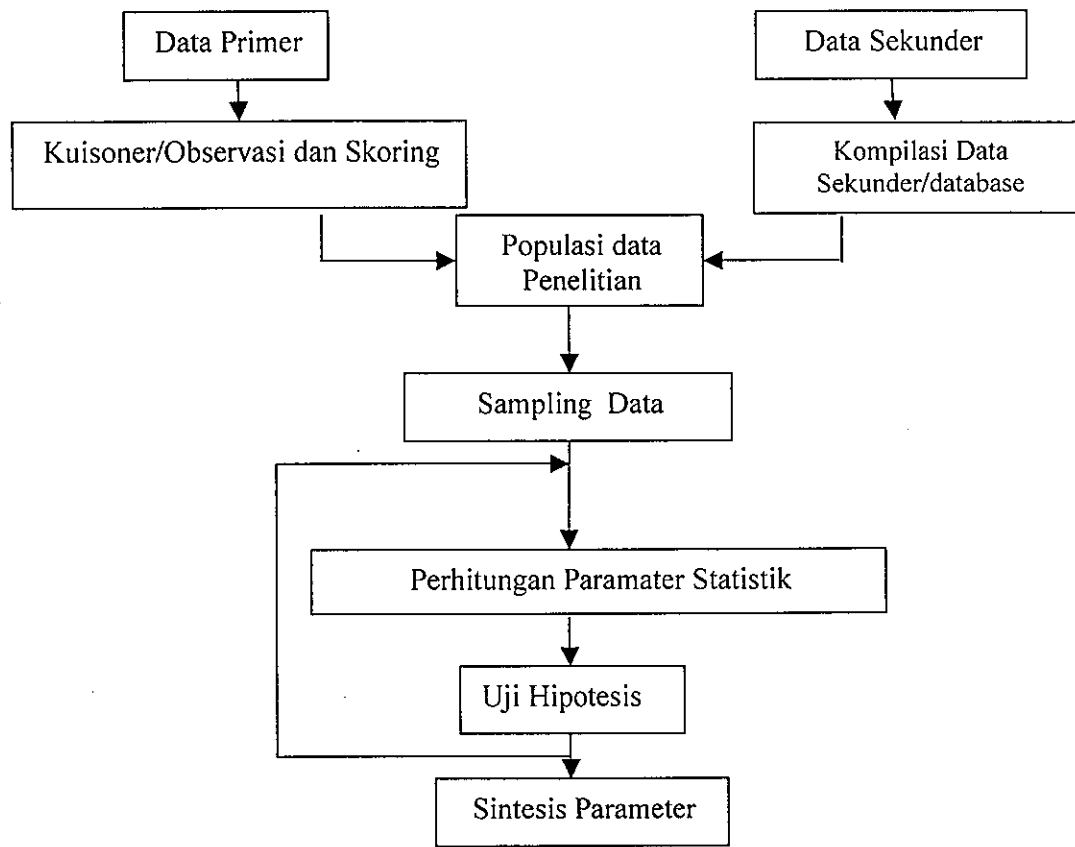 Data Primer
Data Sekunder
Kuisoner/Observasi dan Skoring
Kompilasi Data
Sekunder/database
Populasi data
Penelitian
Sampling Data
Perhitungan Paramater Statistik
Uji Hipotesis
Sintesis Parameter